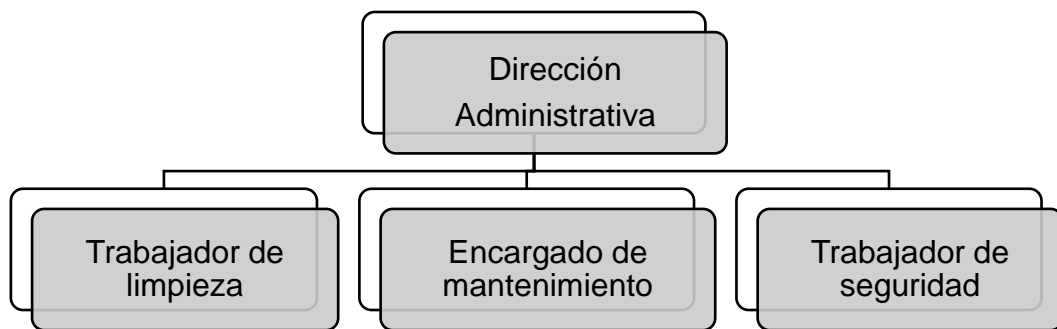 Dirección
Administrativa
Trabajador de
limpieza
Encargado de
mantenimiento
Trabajador de
seguridad